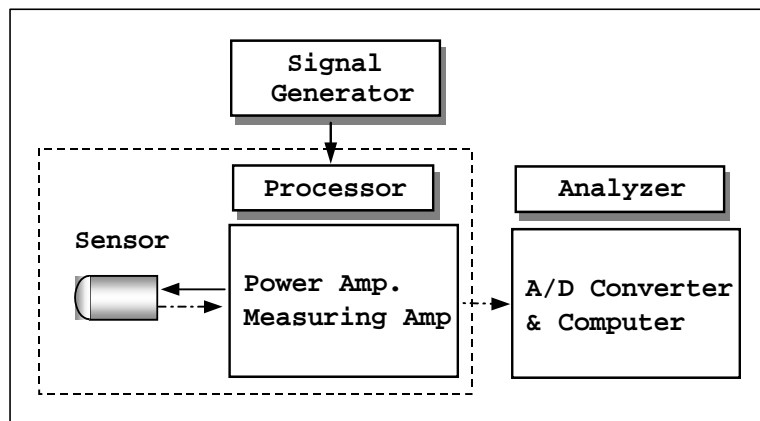 Signal
Generator
Processor
Analyzer
Sensor
Power Amp.
Measuring Amp
A/D Converter
& Computer